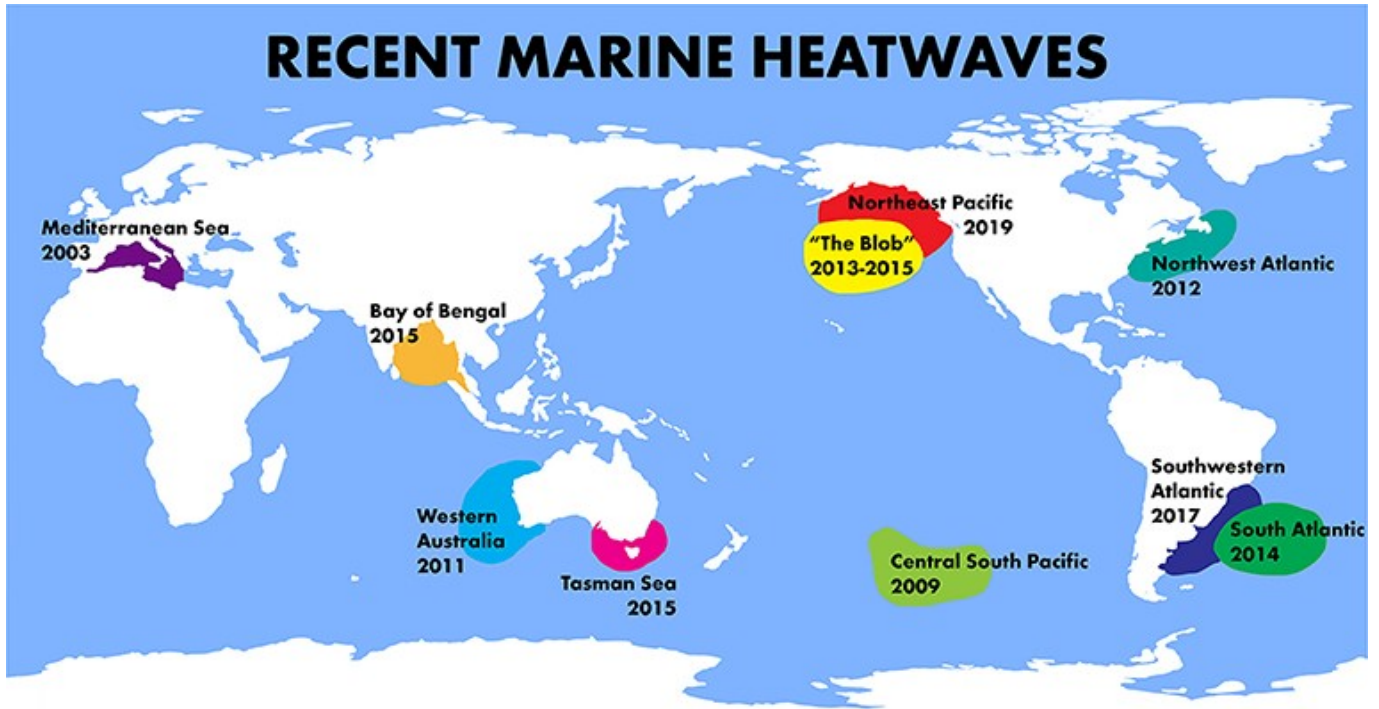 RECENT MARINE HEATWAVES
Mediterranean Sea
2003
Northeast Pacific
2019
"The Blob"
2013-2015
Northwest Atlantic
2012
Bay of Bengal
2015
Western
Australia
2011
Tasman Sea
2015
Central South Pacific
2009
Southwestern
Atlantic
2017
South Atlantic
2014